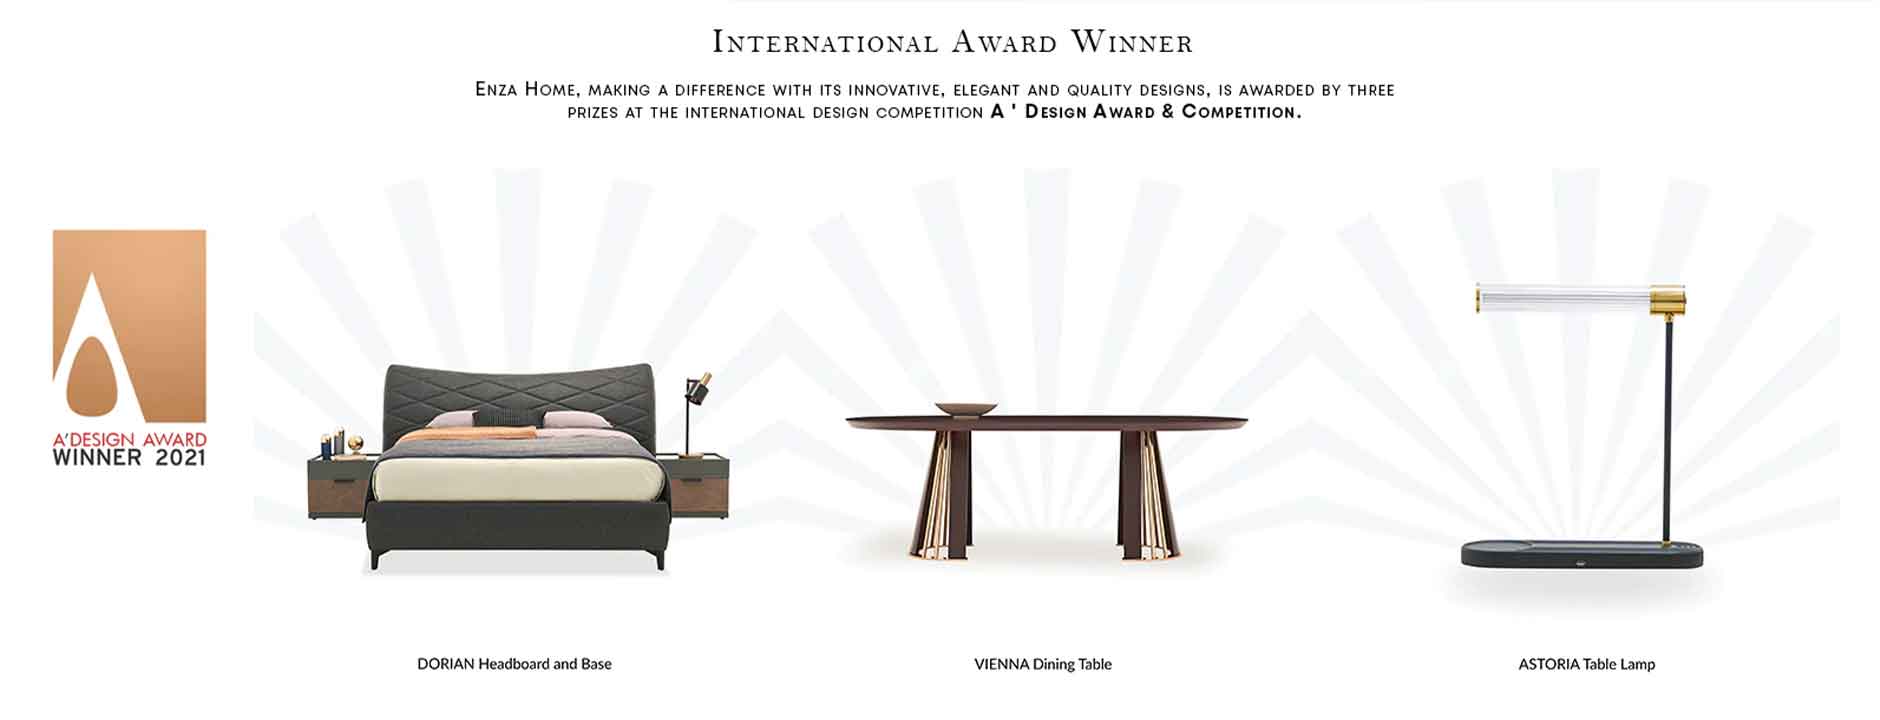 International Award Winner
Enza Home, making a difference with its innovative, elegant and quality designs, is awarded by three
prizes at the international design competition A ' Design Award & Competition.
A'DESIGN AWARD
WINNER 2021
DORIAN Headboard and Base
VIENNA Dining Table
ASTORIA Table Lamp